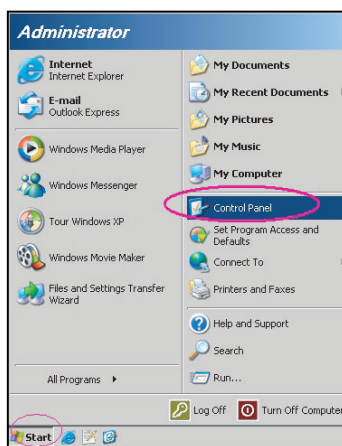 Administrator
Internet
Internet Explorer
E-mail
Outlook Express
Windows Media Player
Windows Messenger
Tour Windows XP
Windows Movie Maker
Files and Settings Transfer
Wizard
All Programs
My Documents
My Recent Documents
My Pictures
My Music
My Computer
Control Panel
Set Program Access and
Defaults
Connect To
Printers and Faxes
Help and Support
Search
Run...
Log Off
Turn Off Computer
Start